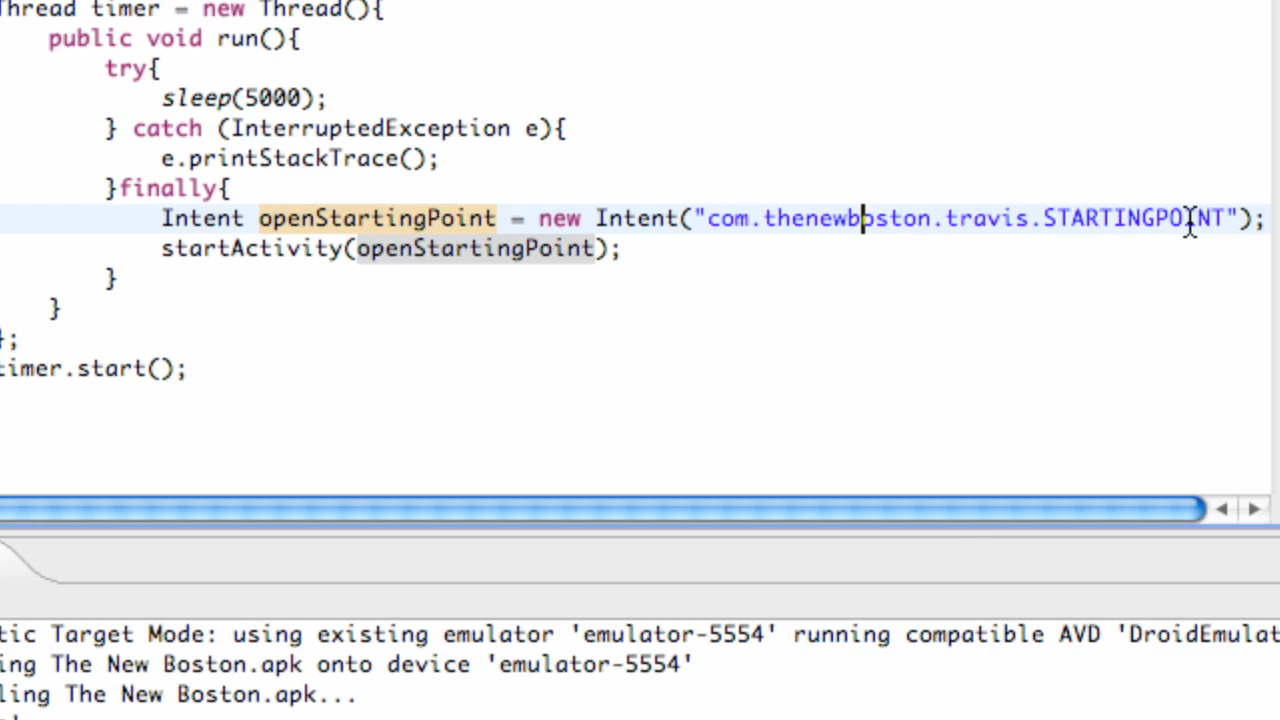 Thread timer = new Thread(){
public void run(){
try{
sleep(5000);
} catch (InterruptedException e){
e.printStackTrace();
}finally{
Intent openStartingPoint = new Intent("com.thenewboston.travis.STARTINGPOINT");
startActivity(openStartingPoint);
}
}
};
timer.start();
tic Target Mode: using existing emulator 'emulator-5554' running compatible AVD 'DroidEmulat
ing The New Boston.apk onto device 'emulator-5554'
ling The New Boston.apk...